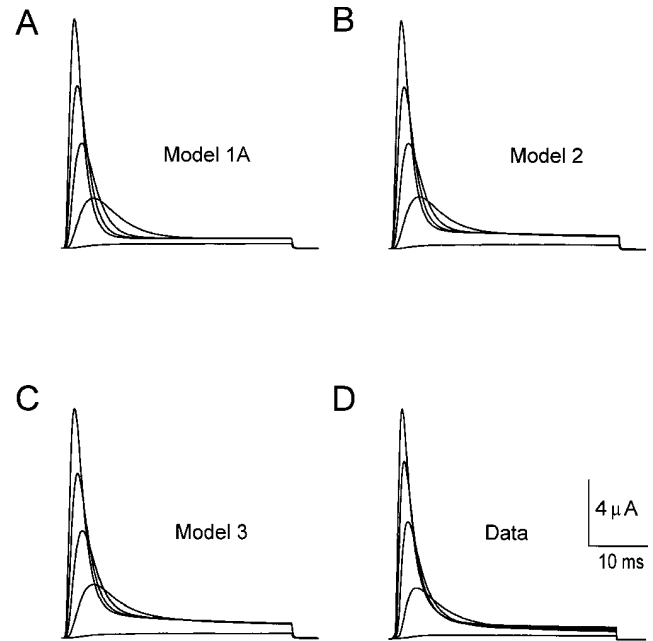 A
B
Model 1A
Model 2
C
D
Model 3
Data
4 μA
10 ms